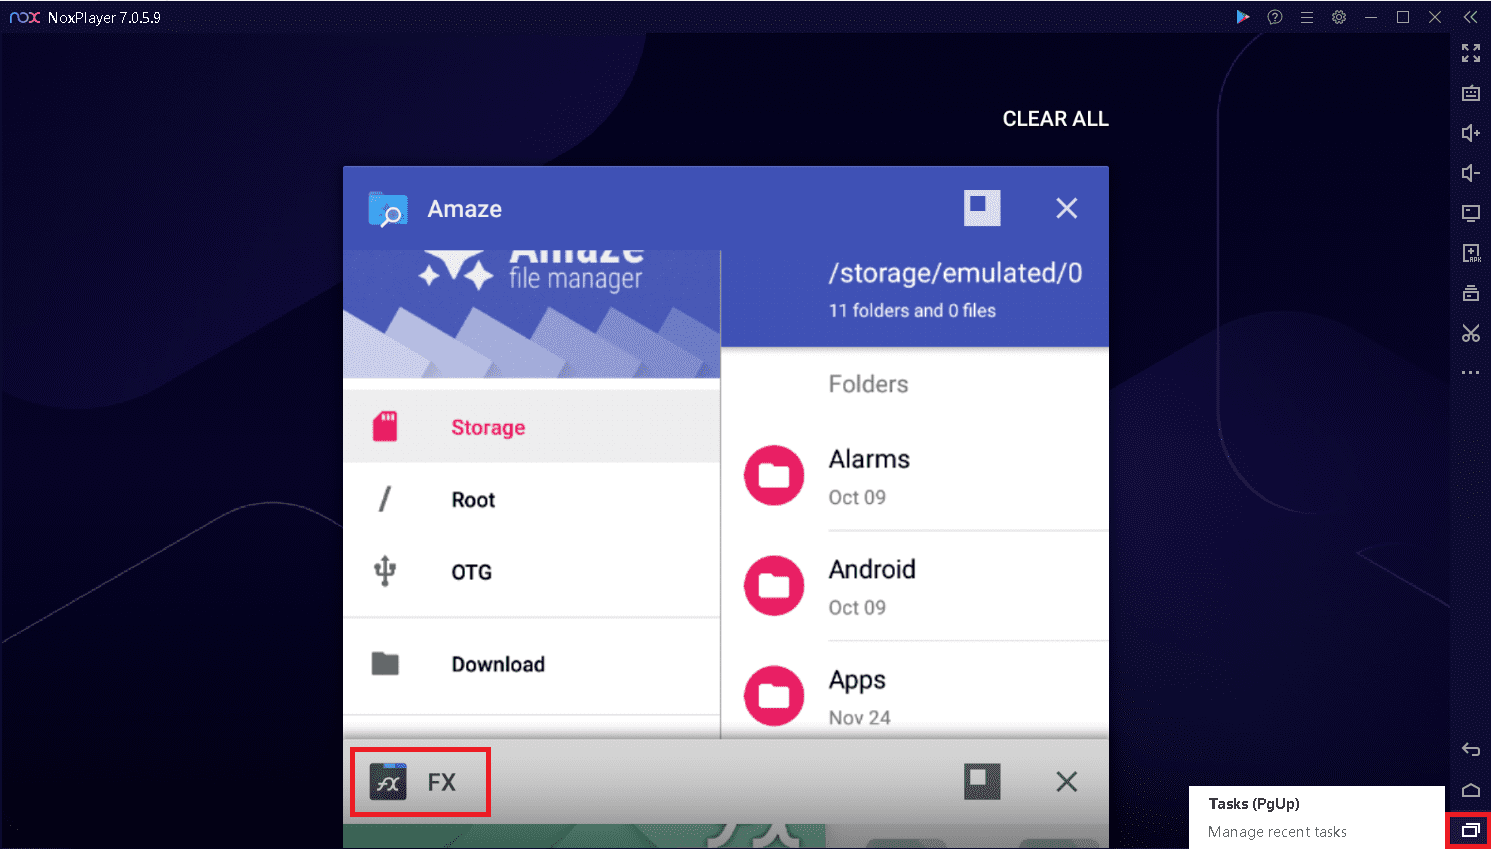 nox NoxPlayer 7.0.5.9
CLEAR ALL
Amaze
Amaze
file manager
/storage/emulated/0
11 folders and 0 files
Folders
Storage
Alarms
Oct 09
Root
Android
OTG
Oct 09
Download
Apps
Nov 24
FX
FX
Tasks (PgUp)
Manage recent tasks